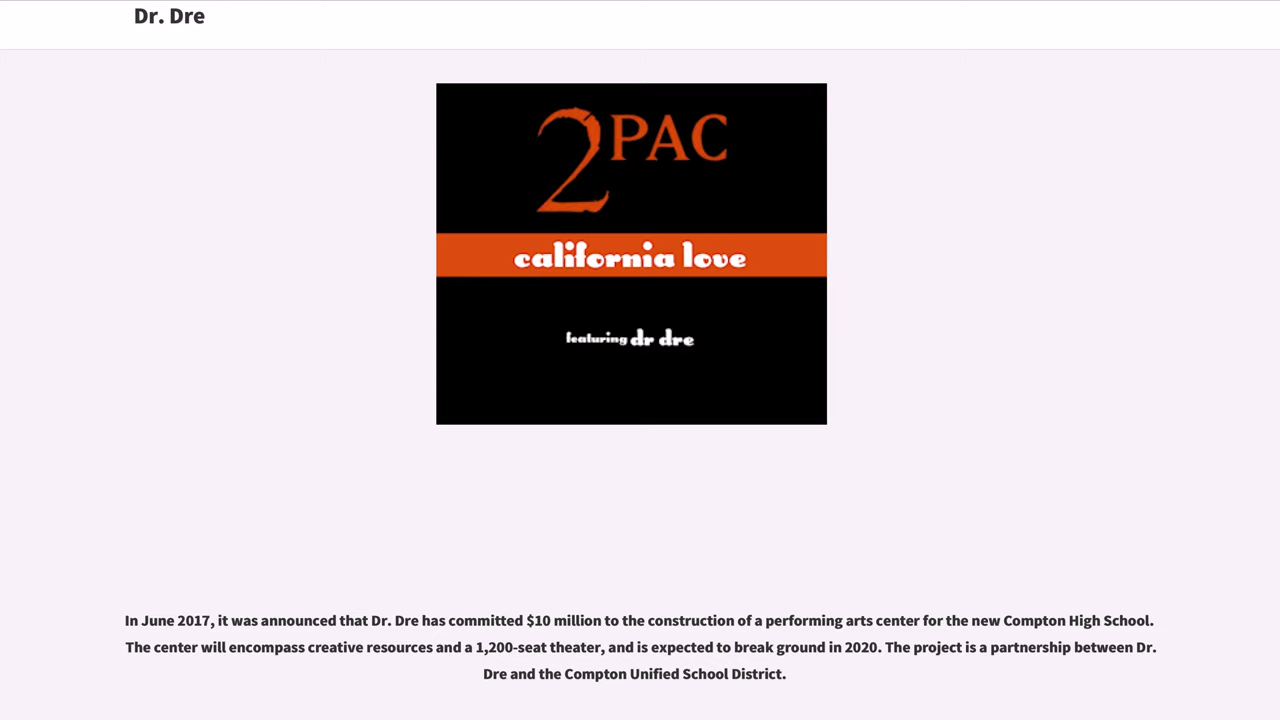 Dr. Dre
2PAC
california love
featuring dr dre
In June 2017, it was announced that Dr. Dre has committed $10 million to the construction of a performing arts center for the new Compton High School.
The center will encompass creative resources and a 1,200-seat theater, and is expected to break ground in 2020. The project is a partnership between Dr.
Dre and the Compton Unified School District.